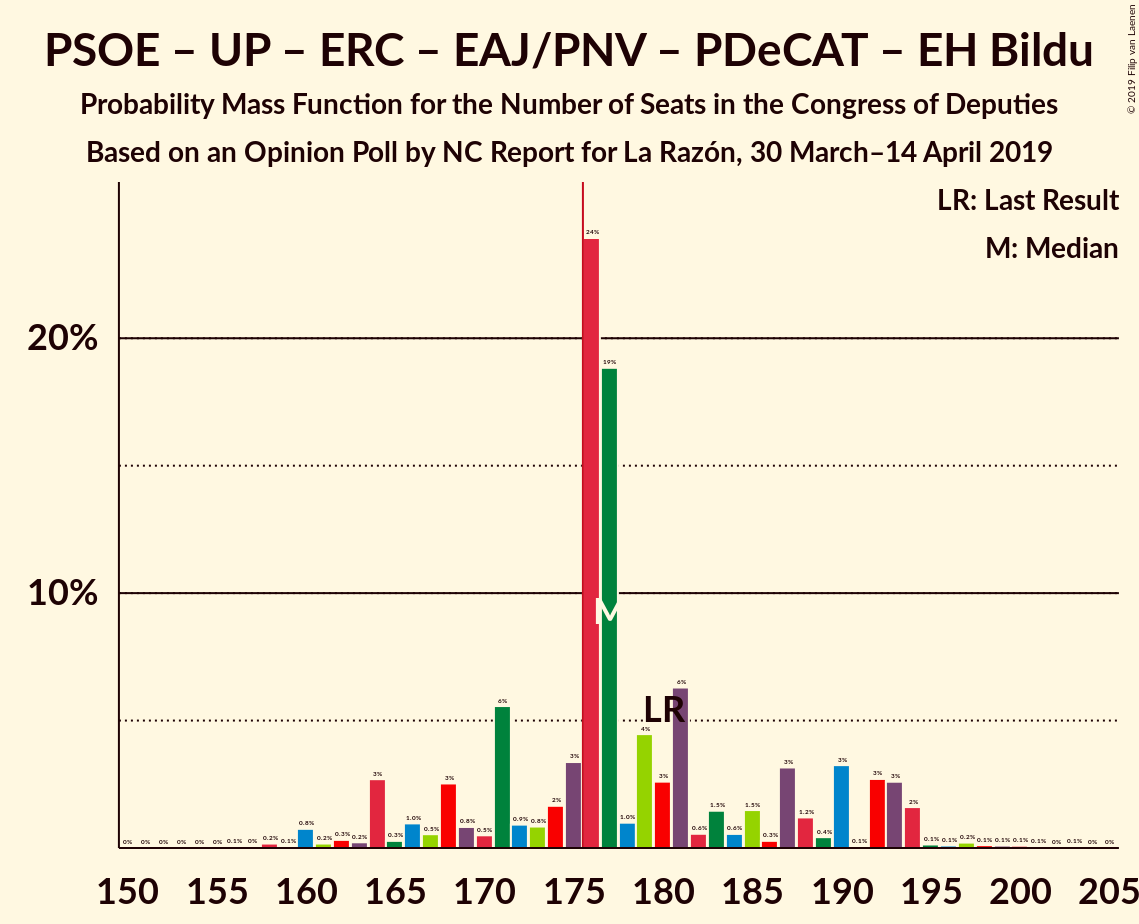 PSOE – UP – ERC – EAJ/PNV – PDeCAT – EH Bildu
Probability Mass Function for the Number of Seats in the Congress of Deputies
Based on an Opinion Poll by NC Report for La Razón, 30 March–14 April 2019
© 2019 Filip van Laenen
LR: Last Result
M: Median
20%
10%
0% 0% 0% 0% 0% 0% 0.1% 0% 0.2% 0.1% 0.8% 0.2% 0.3% 0.2% 3% 0.3% 1.0% 0.5% 3% 0.8% 0.5% 6% 0.9% 0.8% 2% 3% 24% 19% 1.0% 4% 3% 6% 0.6% 1.5% 0.6% 1.5% 0.3% 3% 1.2% 0.4% 3% 0.1% 3% 3% 2% 0.1% 0.1% 0.2% 0.1% 0.1% 0.1% 0.1% 0% 0.1% 0% 0%
M
LR
150 155 160 165 170 175 180 185 190 195 200 205